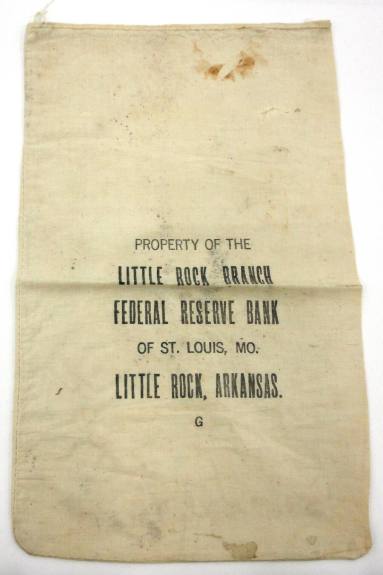 PROPERTY OF THE
LITTLE ROCK BRANCH
FEDERAL RESERVE BANK
OF ST. LOUIS, MO.
LITTLE ROCK, ARKANSAS.
G